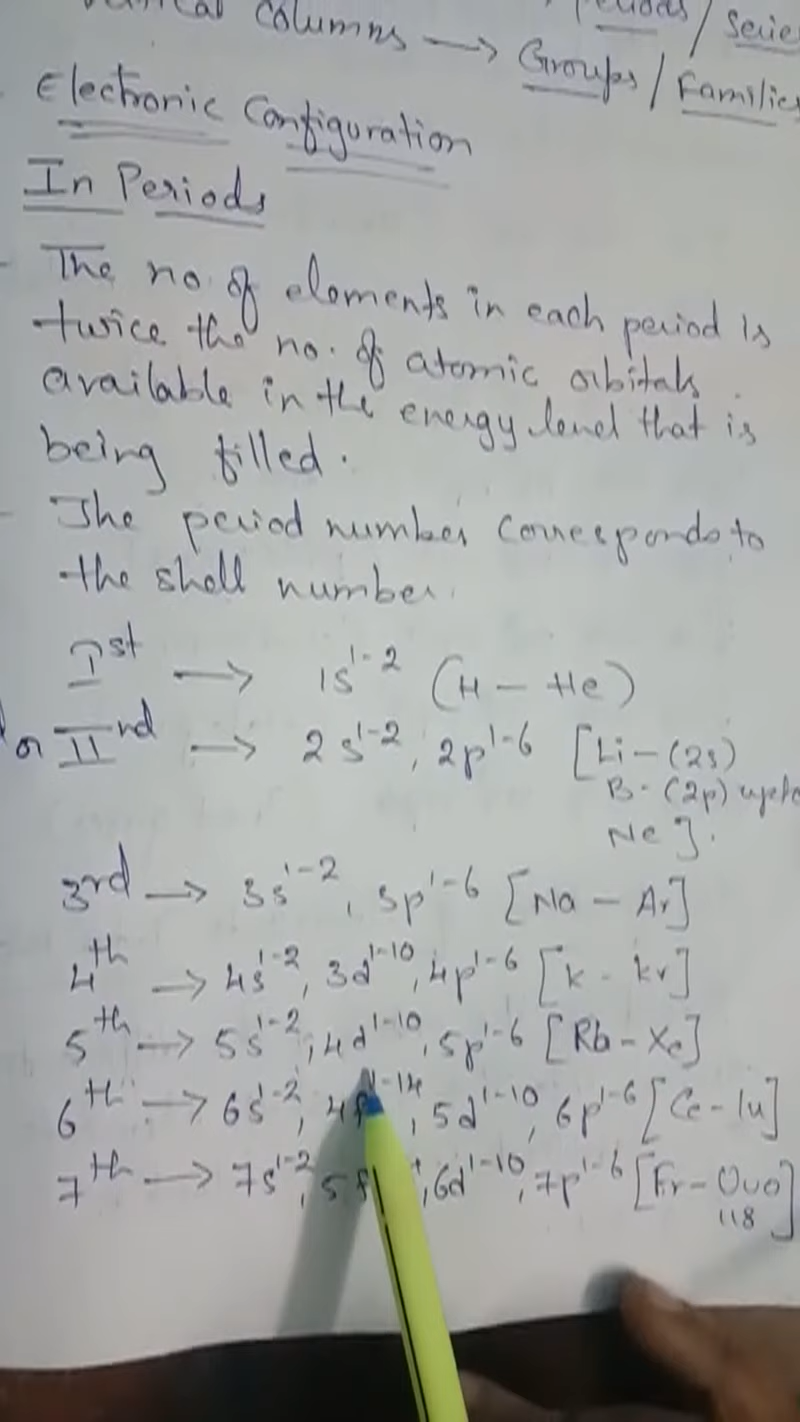 Columns → Periods / Series
Groups / Families
Electronic Configuration
In Periods
- The no. of elements in each period is
twice the no. of atomic orbitals
available in the energy level that is
being filled.
- The period number corresponds to
the shell number.
Ist → 1s¹⁻² (H – He)
or IInd → 2s¹⁻², 2p¹⁻⁶ [Li – (2s)
B - (2p) upto
Ne].
3rd → 3s¹⁻², 3p¹⁻⁶ [Na – Ar]
4th → 4s¹⁻², 3d¹⁻¹⁰, 4p¹⁻⁶ [K - Kr]
5th → 5s¹⁻², 4d¹⁻¹⁰, 5p¹⁻⁶ [Rb – Xe]
6th → 6s¹⁻², 4f¹⁻¹⁴, 5d¹⁻¹⁰, 6p¹⁻⁶ [Ce – Lu]
7th → 7s¹⁻², 5f, 6d¹⁻¹⁰, 7p¹⁻⁶ [Fr – Ouo]
118